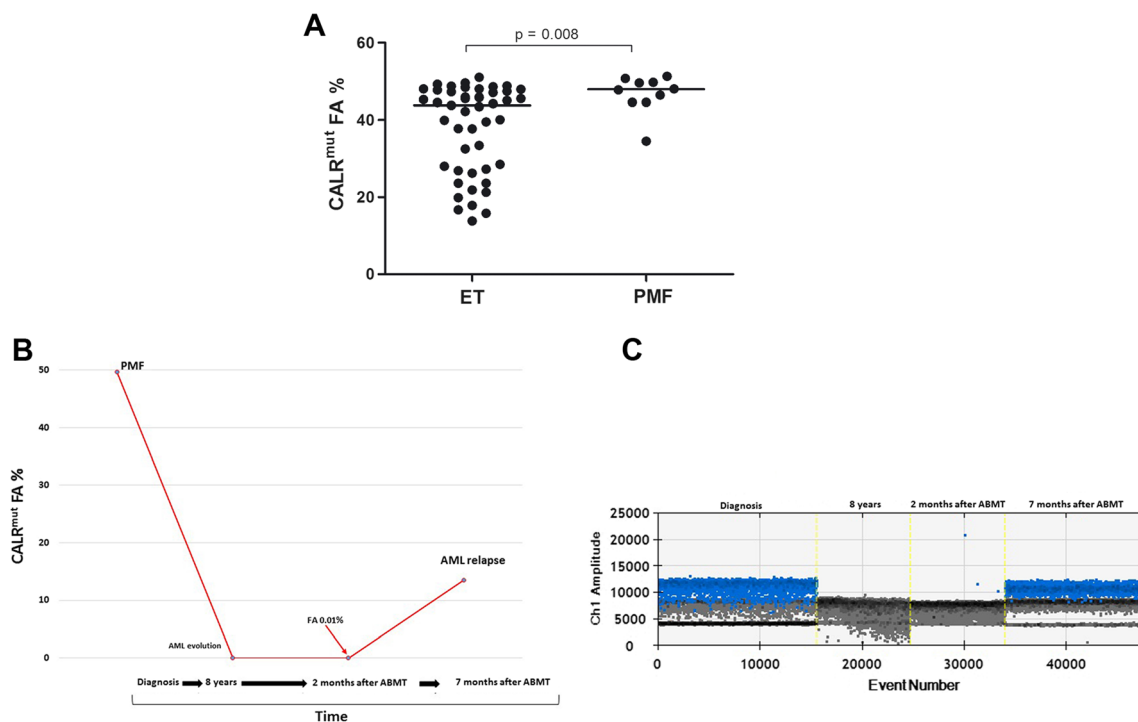 A
p = 0.008
60
40
20
0
CALRmut FA %
ET
PMF
B
PMF
50
40
30
20
10
0
CALRmut FA %
AML evolution
FA 0.01%
AML relapse
Diagnosis 8 years 2 months after ABMT 7 months after ABMT
Time
C
Diagnosis 8 years 2 months after ABMT 7 months after ABMT
25000
20000
15000
10000
5000
0
Ch1 Amplitude
0 10000 20000 30000 40000
Event Number